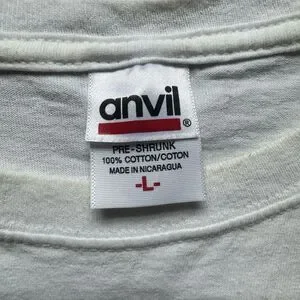 anvil®
PRE-SHRUNK
100% COTTON/COTON
MADE IN NICARAGUA
-L-